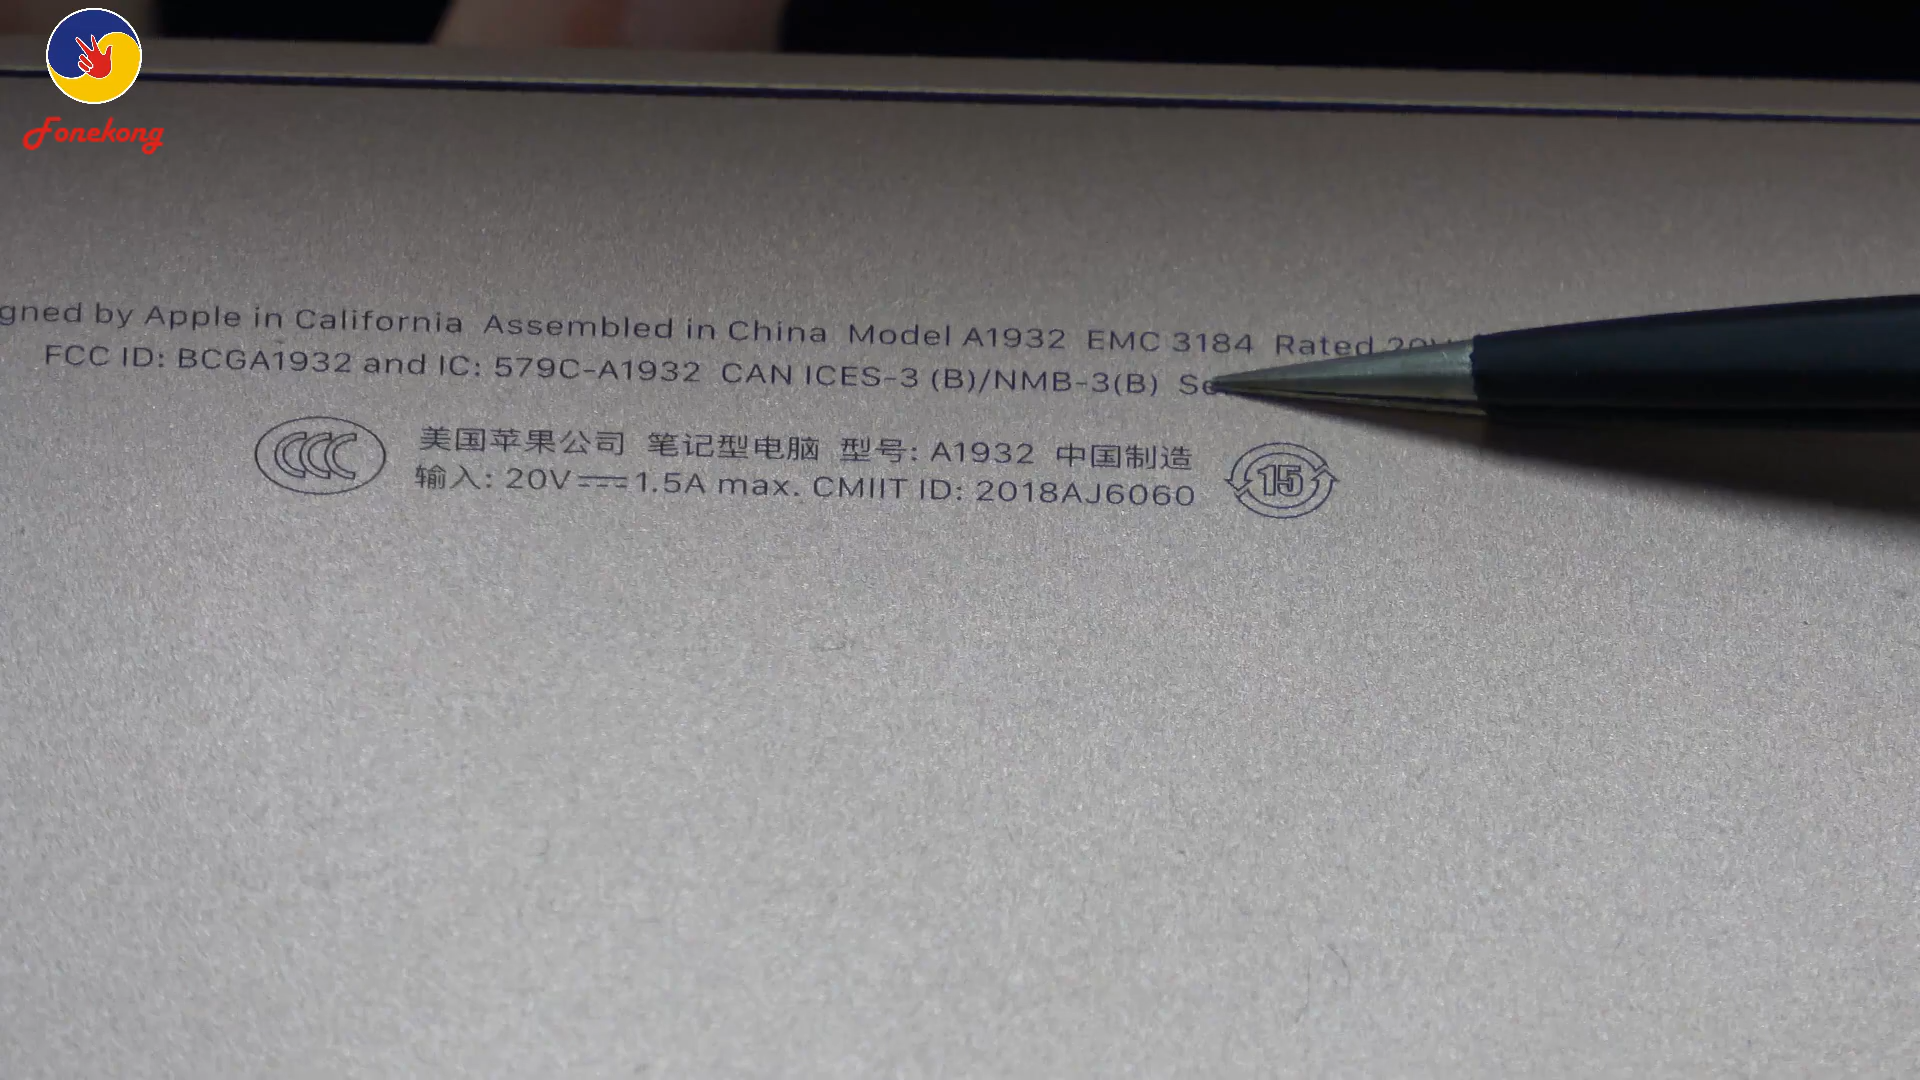 Fonekong
gned by Apple in California Assembled in China Model A1932 EMC 3184 Rated
FCC ID: BCGA1932 and IC: 579C-A1932 CAN ICES-3 (B)/NMB-3(B)
CCC 美国苹果公司 笔记型电脑 型号: A1932 中国制造
输入: 20V⎓1.5A max. CMIIT ID: 2018AJ6060 15